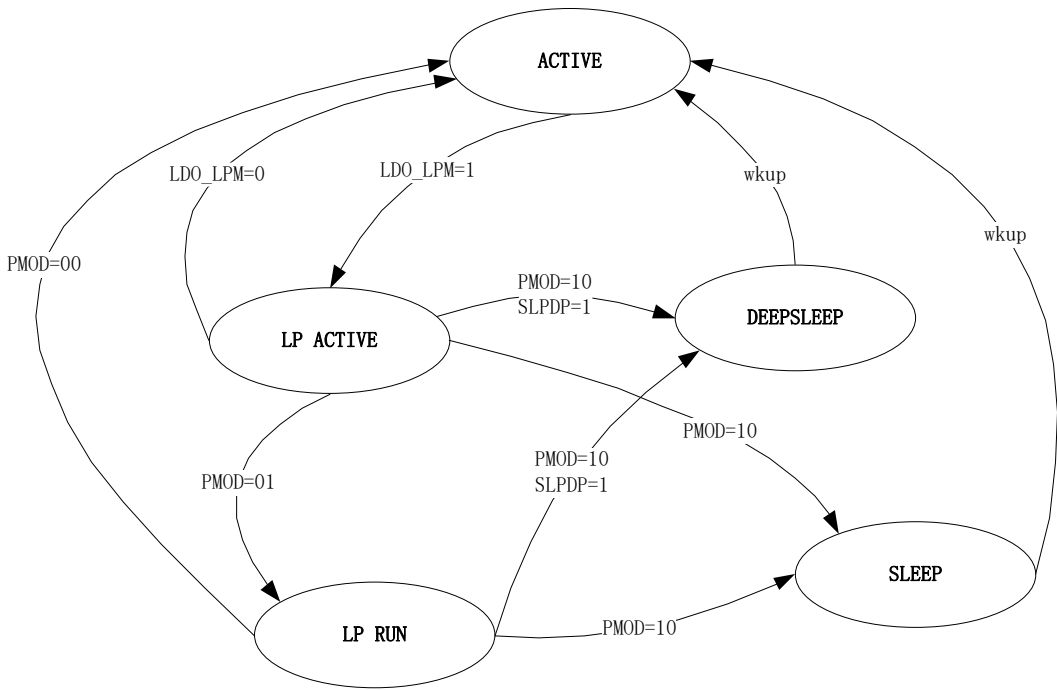 ACTIVE
LDO_LPM=0
LDO_LPM=1
wkup
wkup
PMOD=00
PMOD=10
SLPDP=1
DEEPSLEEP
LP ACTIVE
PMOD=10
PMOD=10
SLPDP=1
PMOD=01
SLEEP
LP RUN
PMOD=10